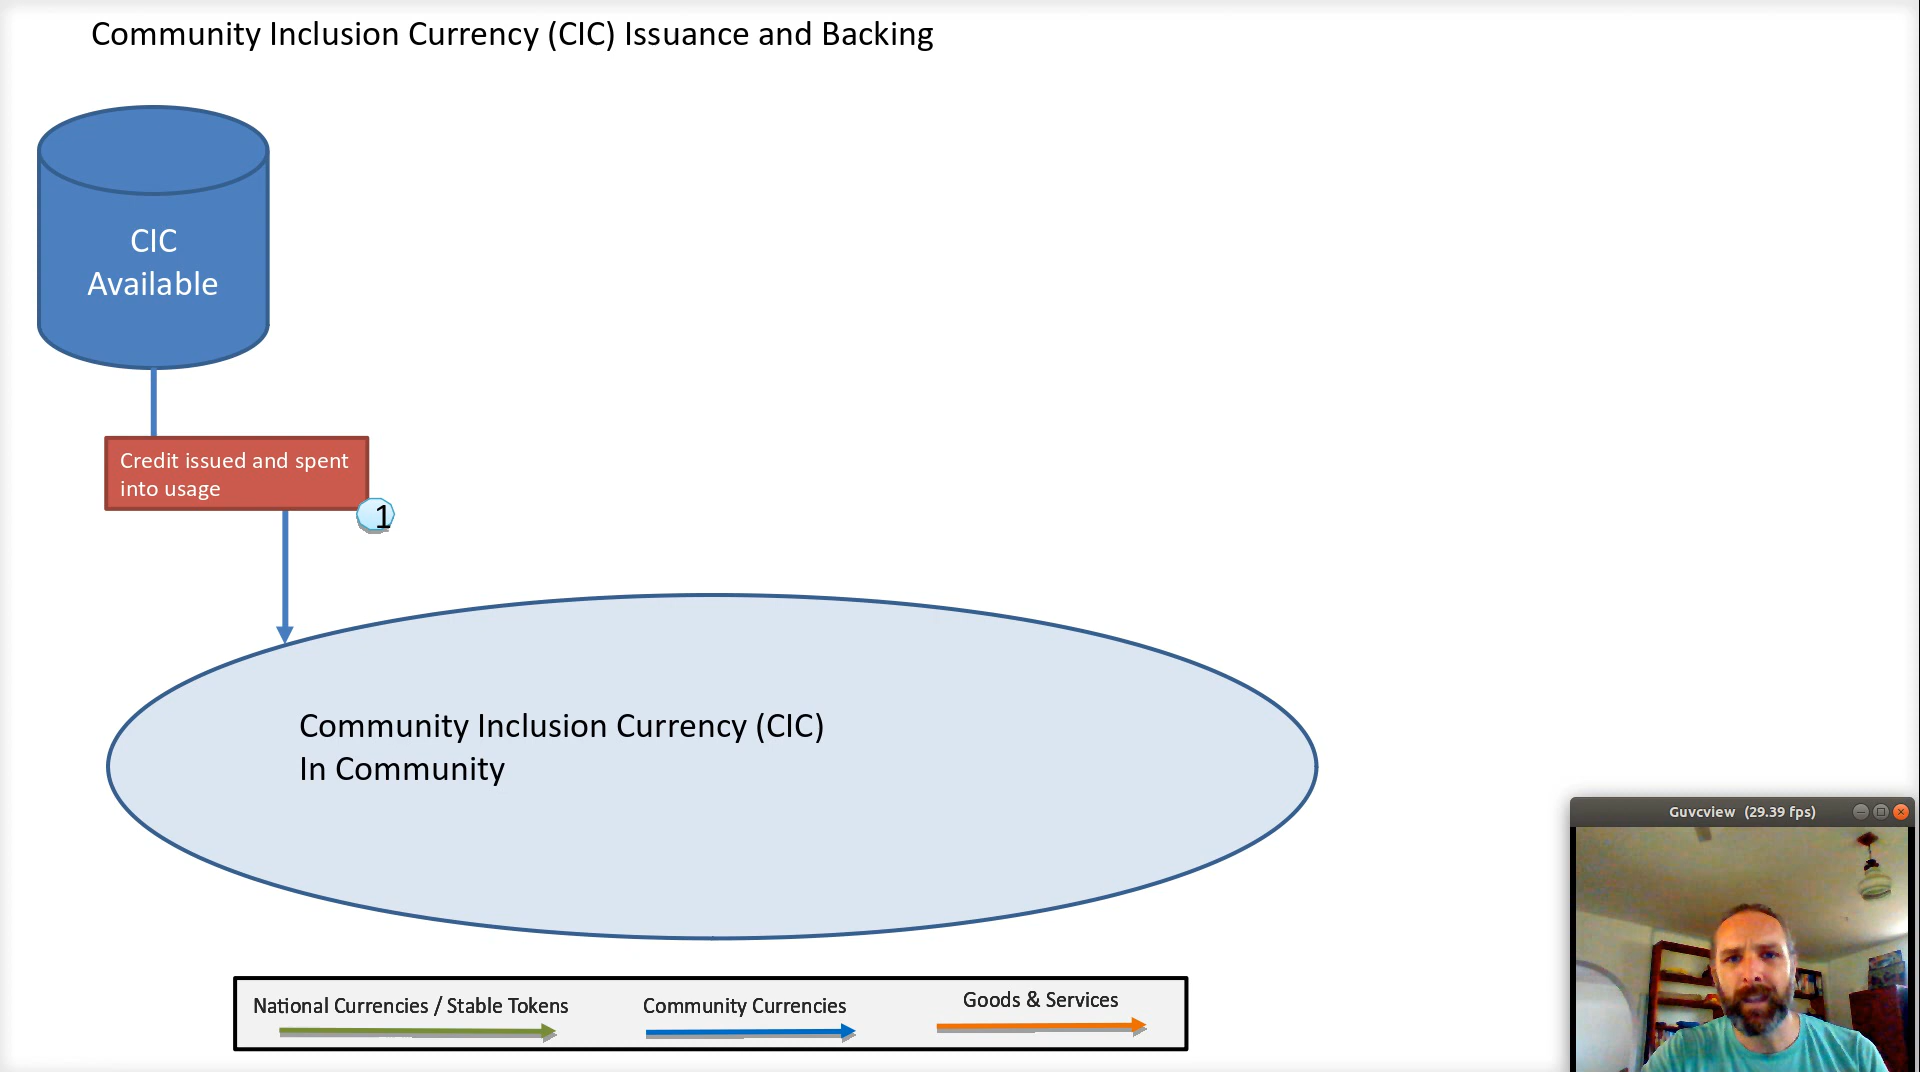 Community Inclusion Currency (CIC) Issuance and Backing
CIC
Available
Credit issued and spent
into usage
1
Community Inclusion Currency (CIC)
In Community
National Currencies / Stable Tokens
Community Currencies
Goods & Services
Guvcview (29.39 fps)